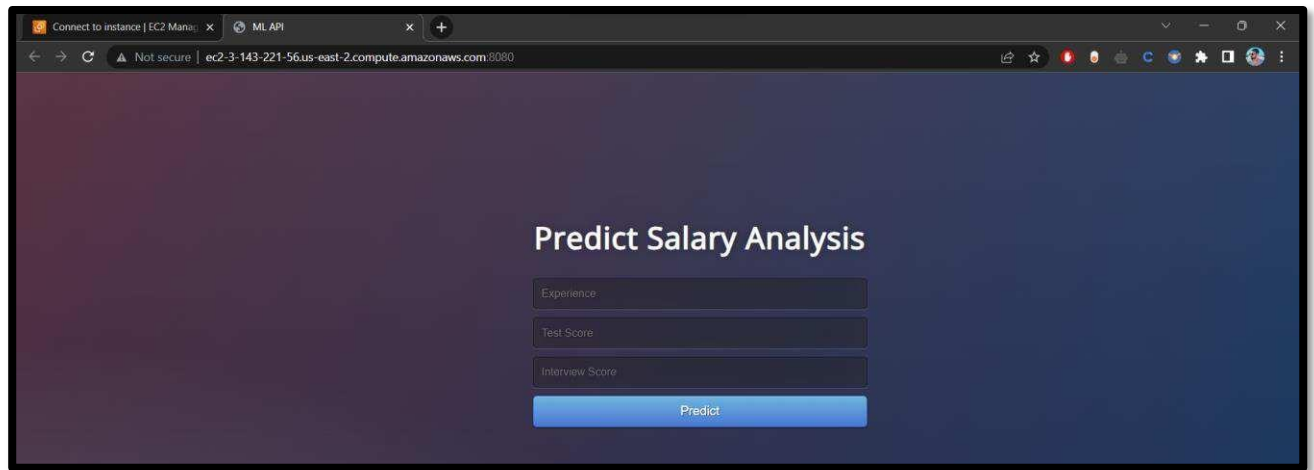 Connect to instance | EC2 Manag
ML API
Not secure | ec2-3-143-221-56.us-east-2.compute.amazonaws.com:8080
Predict Salary Analysis
Experience
Test Score
Interview Score
Predict